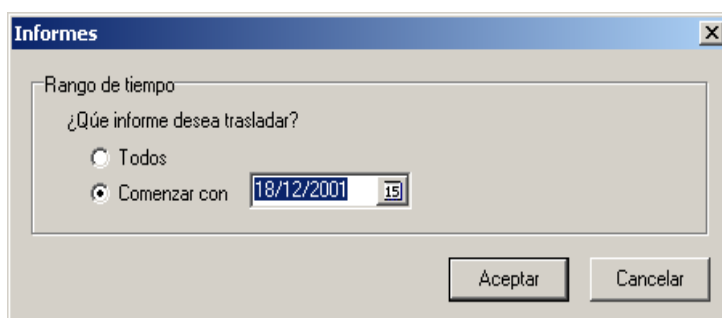 Informes
Rango de tiempo
¿Qúe informe desea trasladar?
Todos
Comenzar con 18/12/2001 15
Aceptar Cancelar